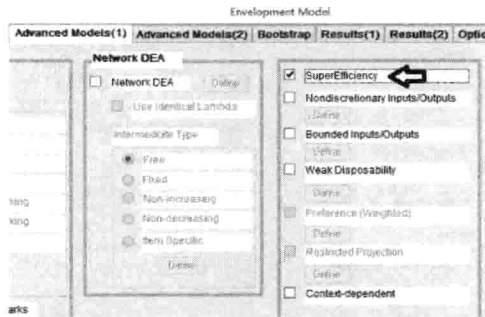 Envelopment Model
Advanced Models(1) Advanced Models(2) Bootstrap Results(1) Results(2) Optio
Network DEA
Network DEA Define
Use Identical Lambda
Intermediate Type
Free
Fixed
Non-increasing
Non-decreasing
Item Specific
Define
SuperEfficiency
Nondiscretionary Inputs/Outputs
Define
Bounded Inputs/Outputs
Define
Weak Disposability
Define
Preference (Weighted)
Define
Restricted Projection
Define
Context-dependent
arks